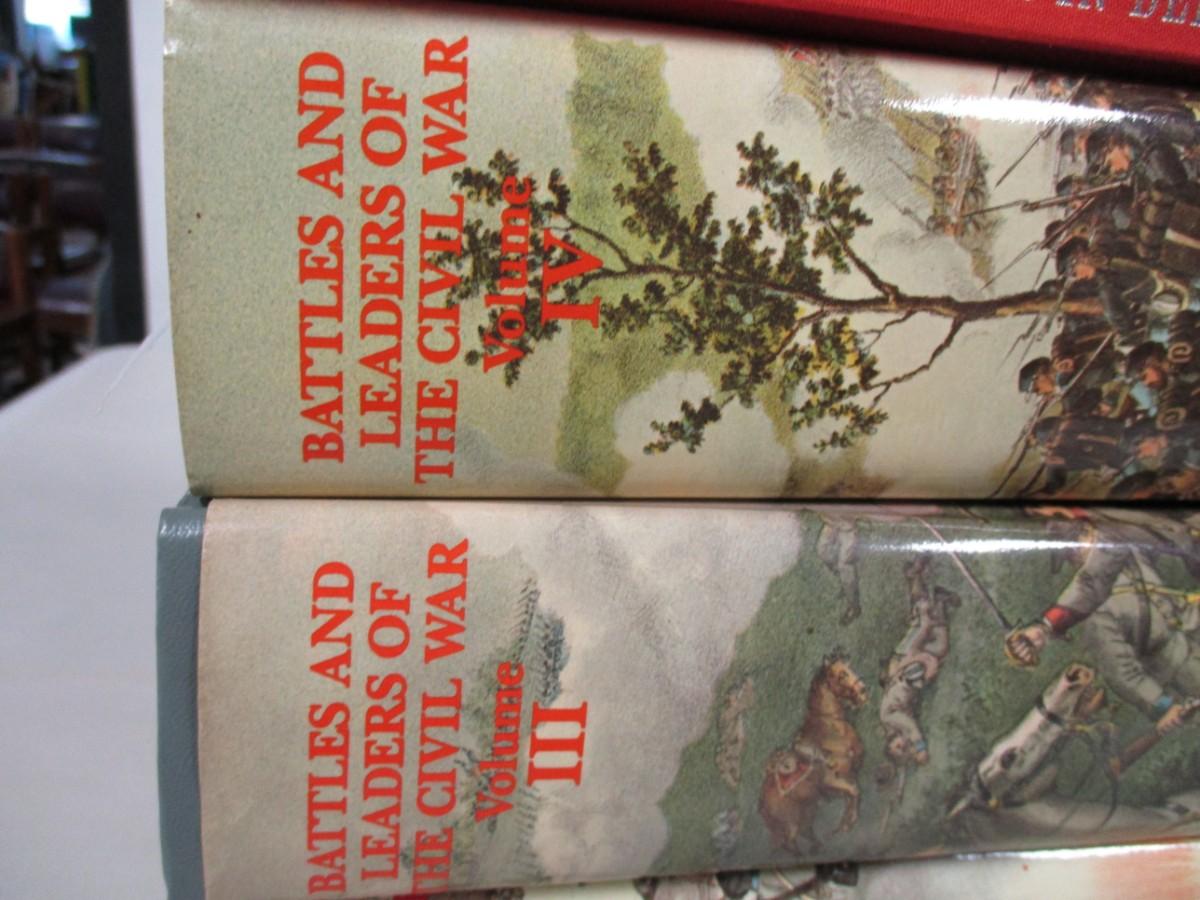 BATTLES AND
LEADERS OF
THE CIVIL WAR
Volume
IV
BATTLES AND
LEADERS OF
THE CIVIL WAR
Volume
III